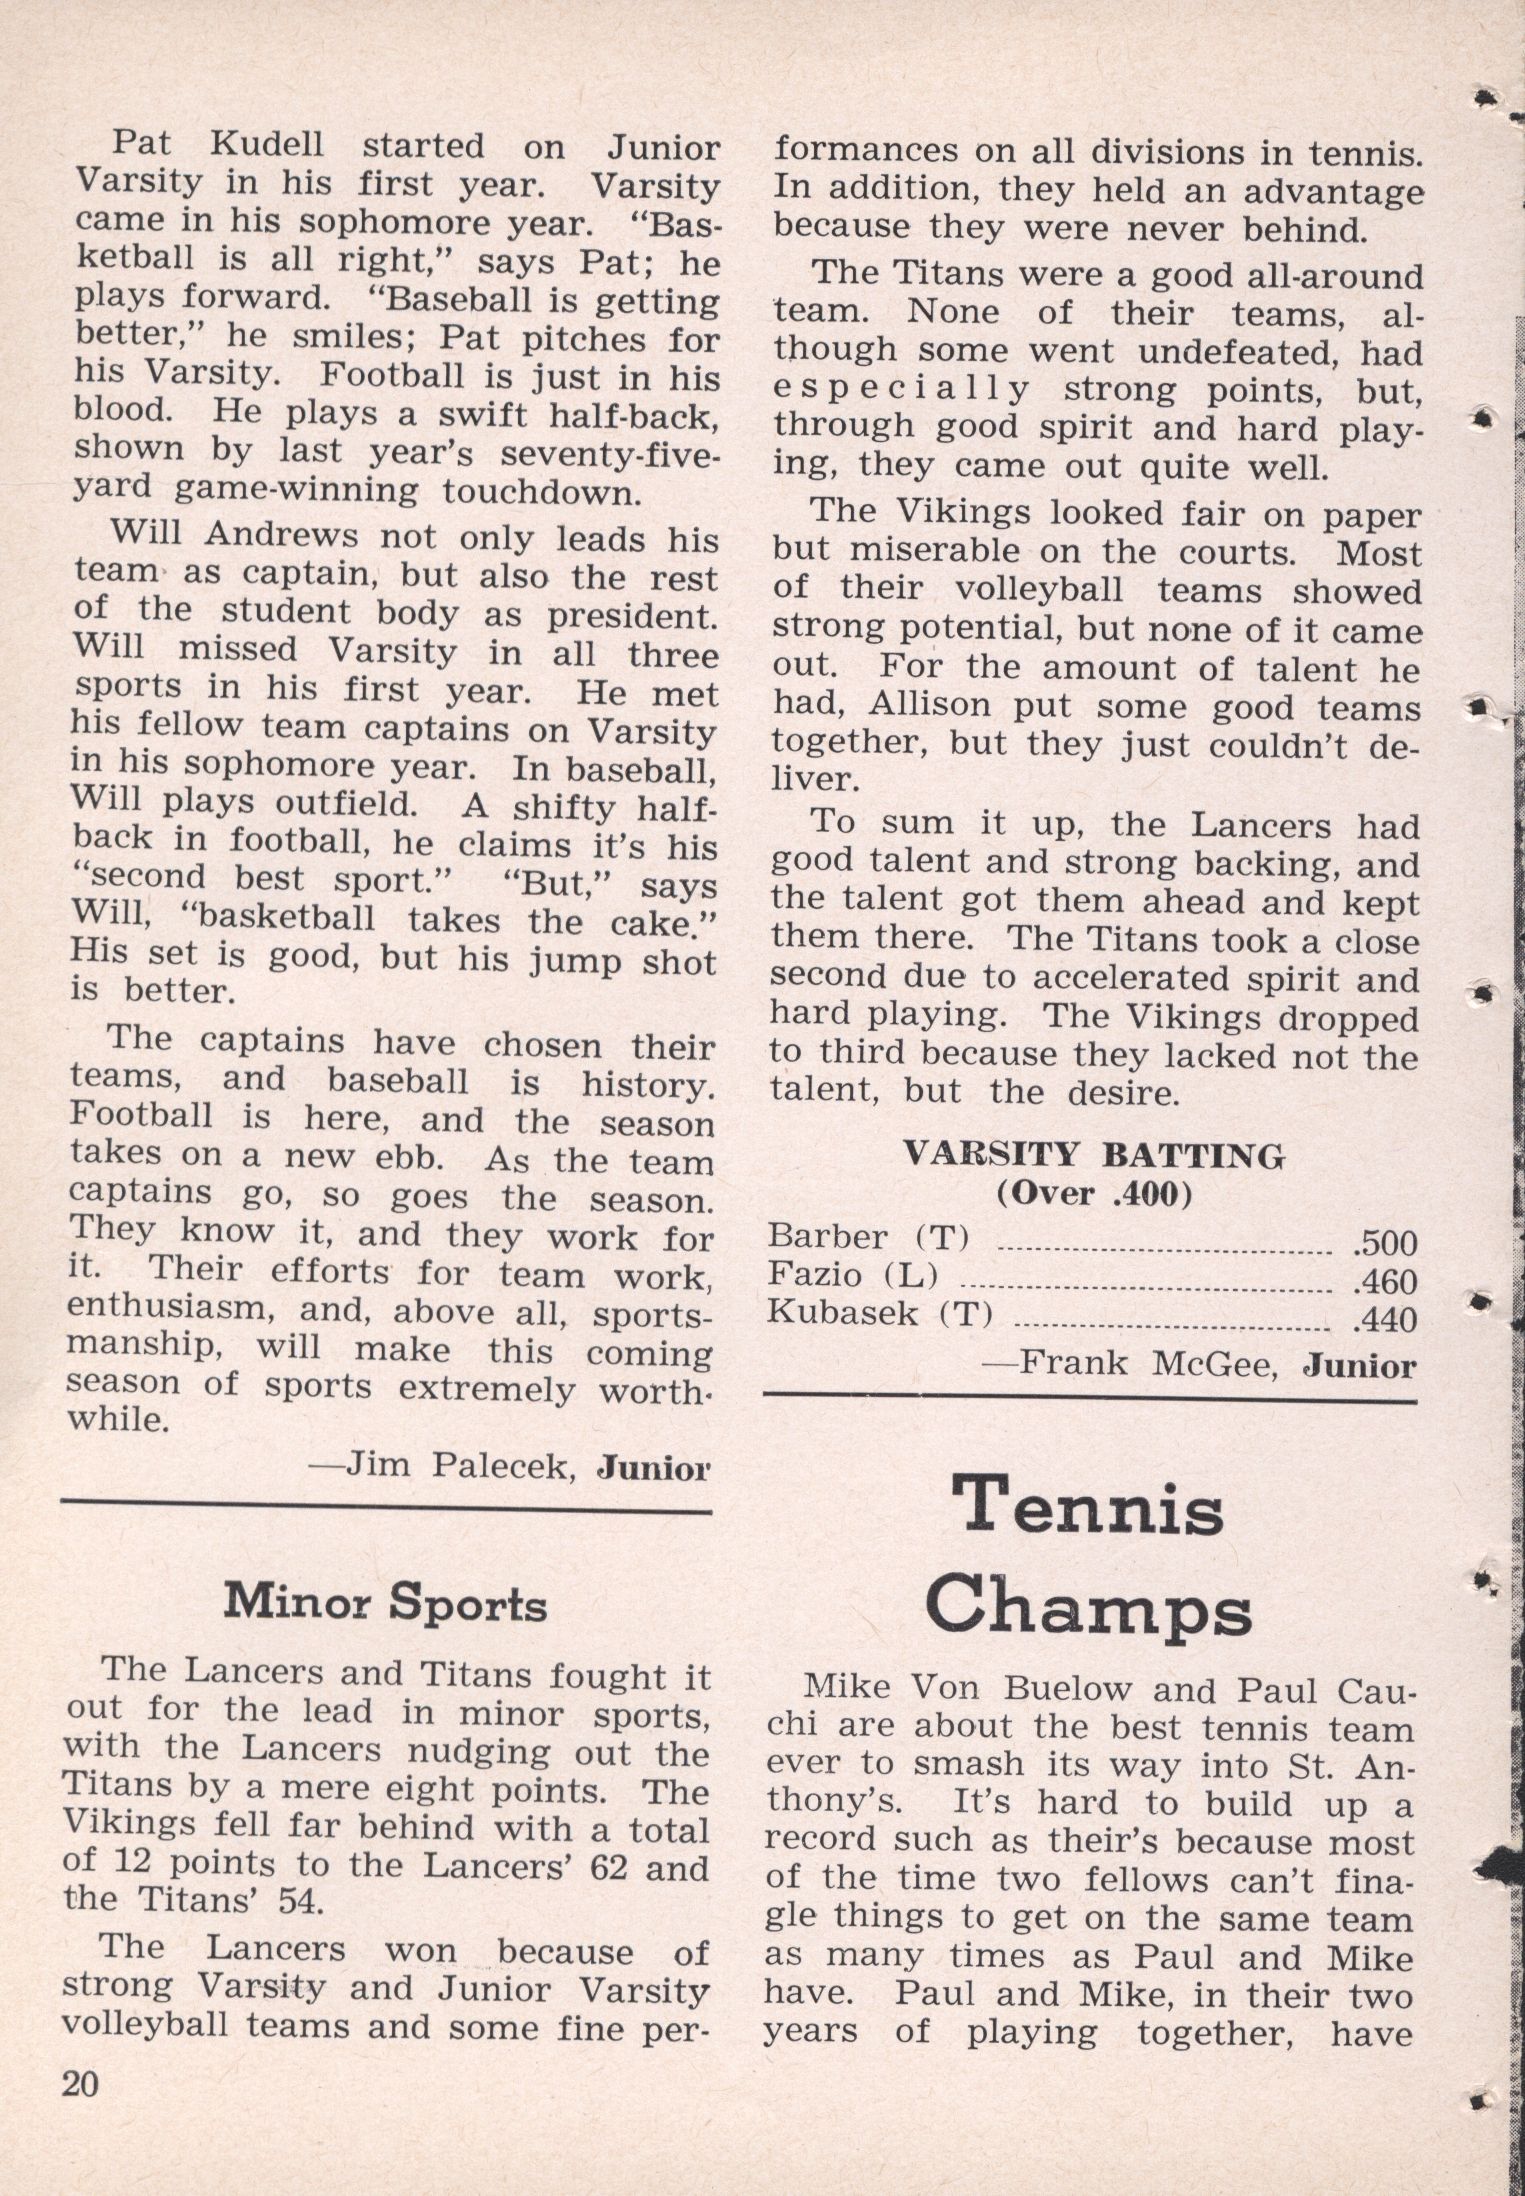 Pat Kudell started on Junior
Varsity in his first year. Varsity
came in his sophomore year. “Bas-
ketball is all right,” says Pat; he
plays forward. “Baseball is getting
better,” he smiles; Pat pitches for
his Varsity. Football is just in his
blood. He plays a swift half-back,
shown by last year’s seventy-five-
yard game-winning touchdown.
Will Andrews not only leads his
team as captain, but also the rest
of the student body as president.
Will missed Varsity in all three
sports in his first year. He met
his fellow team captains on Varsity
in his sophomore year. In baseball,
Will plays outfield. A shifty half-
back in football, he claims it’s his
“second best sport.” “But,” says
Will, “basketball takes the cake.”
His set is good, but his jump shot
is better.
The captains have chosen their
teams, and baseball is history.
Football is here, and the season
takes on a new ebb. As the team
captains go, so goes the season.
They know it, and they work for
it. Their efforts for team work,
enthusiasm, and, above all, sports-
manship, will make this coming
season of sports extremely worth-
while.
—Jim Palecek, Junior
Minor Sports
The Lancers and Titans fought it
out for the lead in minor sports,
with the Lancers nudging out the
Titans by a mere eight points. The
Vikings fell far behind with a total
of 12 points to the Lancers’ 62 and
the Titans’ 54.
The Lancers won because of
strong Varsity and Junior Varsity
volleyball teams and some fine per-
20
formances on all divisions in tennis.
In addition, they held an advantage
because they were never behind.
The Titans were a good all-around
team. None of their teams, al-
though some went undefeated, had
especially strong points, but,
through good spirit and hard play-
ing, they came out quite well.
The Vikings looked fair on paper
but miserable on the courts. Most
of their volleyball teams showed
strong potential, but none of it came
out. For the amount of talent he
had, Allison put some good teams
together, but they just couldn’t de-
liver.
To sum it up, the Lancers had
good talent and strong backing, and
the talent got them ahead and kept
them there. The Titans took a close
second due to accelerated spirit and
hard playing. The Vikings dropped
to third because they lacked not the
talent, but the desire.
VARSITY BATTING
(Over .400)
Barber (T) .500
Fazio (L) .460
Kubasek (T) .440
—Frank McGee, Junior
Tennis
Champs
Mike Von Buelow and Paul Cau-
chi are about the best tennis team
ever to smash its way into St. An-
thony’s. It’s hard to build up a
record such as their’s because most
of the time two fellows can’t fina-
gle things to get on the same team
as many times as Paul and Mike
have. Paul and Mike, in their two
years of playing together, have